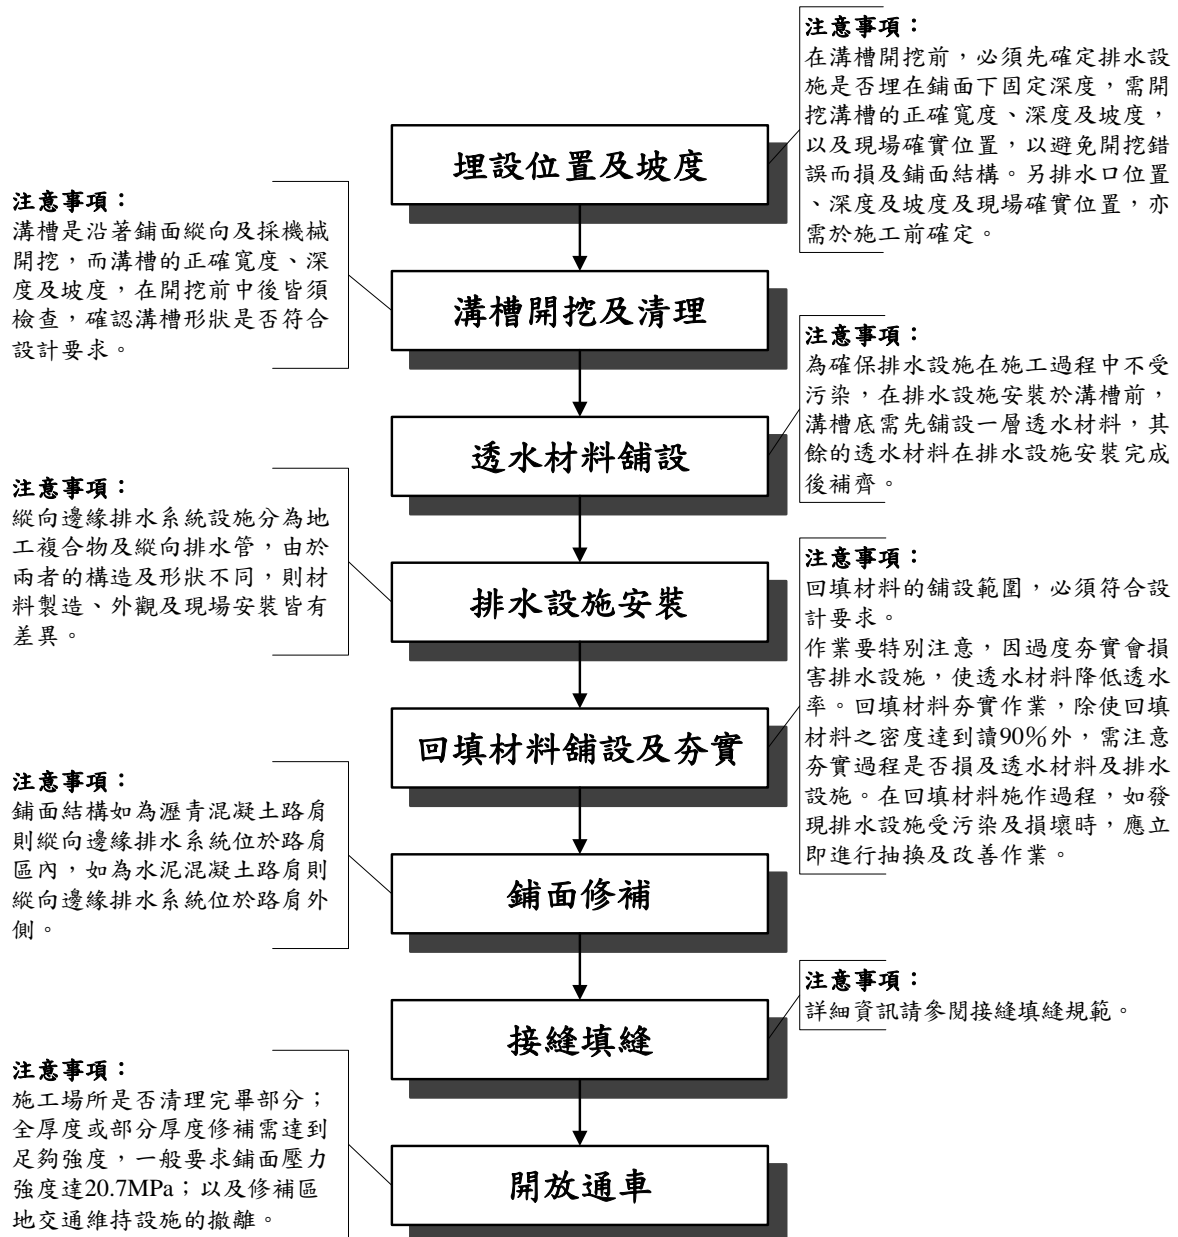 注意事項：
在溝槽開挖前，必須先確定排水設
施是否埋在鋪面下固定深度，需開
挖溝槽的正確寬度、深度及坡度，
以及現場確實位置，以避免開挖錯
誤而損及鋪面結構。另排水口位置
、深度及坡度及現場確實位置，亦
需於施工前確定。
埋設位置及坡度
注意事項：
溝槽是沿著鋪面縱向及採機械
開挖，而溝槽的正確寬度、深
度及坡度，在開挖前中後皆須
檢查，確認溝槽形狀是否符合
設計要求。
溝槽開挖及清理
注意事項：
為確保排水設施在施工過程中不受
污染，在排水設施安裝於溝槽前，
溝槽底需先舖設一層透水材料，其
餘的透水材料在排水設施安裝完成
後補齊。
透水材料舖設
注意事項：
縱向邊緣排水系統設施分為地
工複合物及縱向排水管，由於
兩者的構造及形狀不同，則材
料製造、外觀及現場安裝皆有
差異。
排水設施安裝
注意事項：
回填材料的舖設範圍，必須符合設
計要求。
作業要特別注意，因過度夯實會損
害排水設施，使透水材料降低透水
率。回填材料夯實作業，除使回填
材料之密度達到讀90%外，需注意
夯實過程是否損及透水材料及排水
設施。在回填材料施作過程，如發
現排水設施受污染及損壞時，應立
即進行抽換及改善作業。
回填材料舖設及夯實
注意事項：
鋪面結構如為瀝青混凝土路肩
則縱向邊緣排水系統位於路肩
區內，如為水泥混凝土路肩則
縱向邊緣排水系統位於路肩外
側。
鋪面修補
注意事項：
詳細資訊請參閱接縫填縫規範。
接縫填縫
注意事項：
施工場所是否清理完畢部分；
全厚度或部分厚度修補需達到
足夠強度，一般要求鋪面壓力
強度達20.7MPa；以及修補區
地交通維持設施的撤離。
開放通車